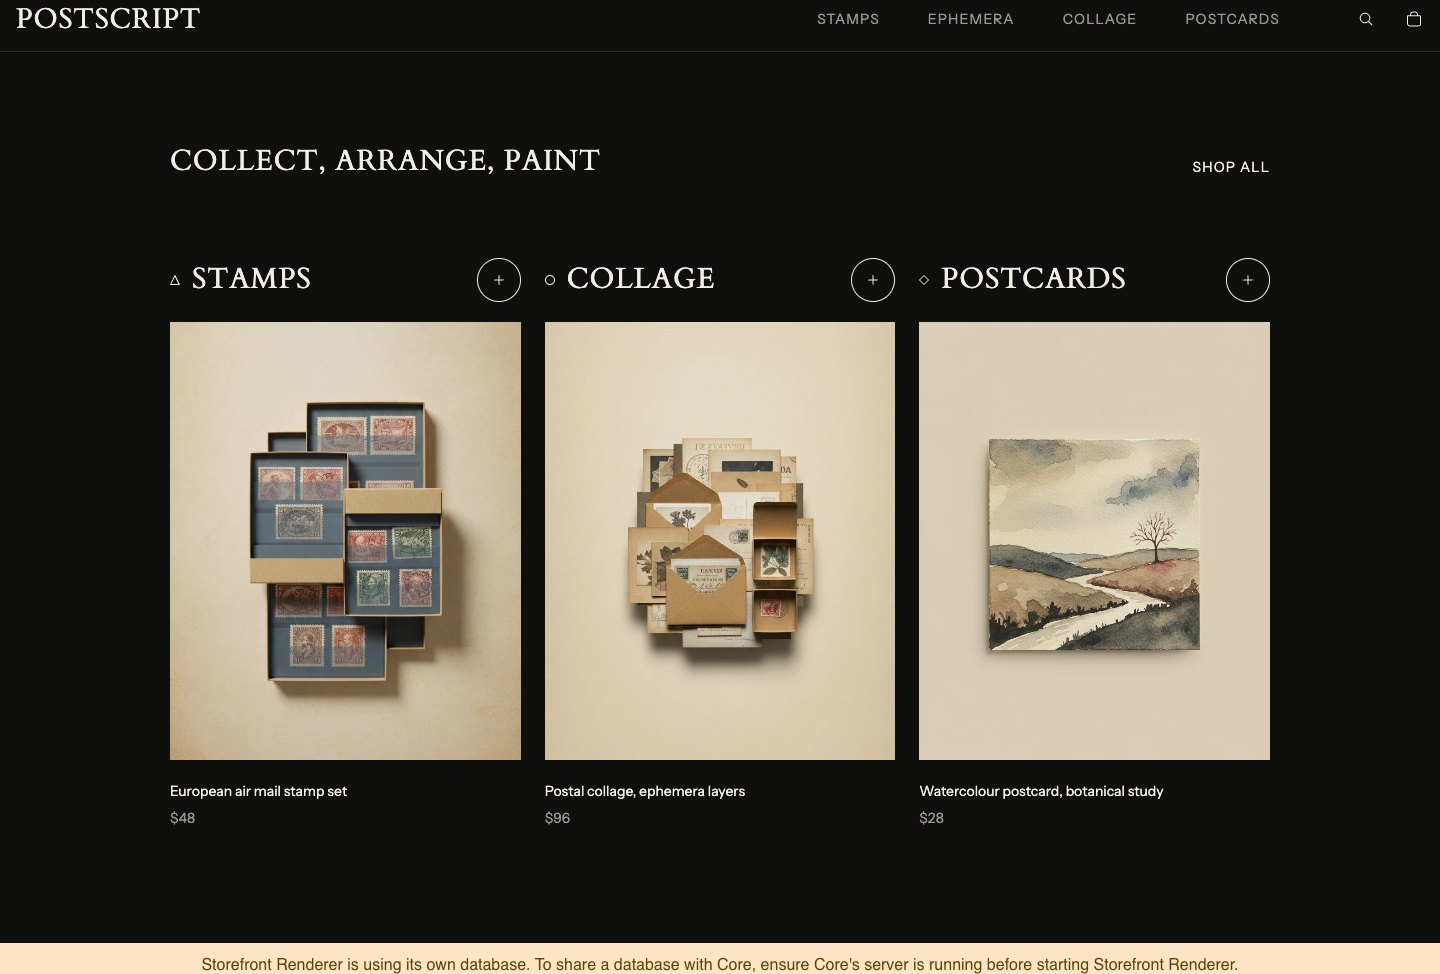 POSTSCRIPT
STAMPS EPHEMERA COLLAGE POSTCARDS
COLLECT, ARRANGE, PAINT
SHOP ALL
STAMPS
COLLAGE
POSTCARDS
European air mail stamp set
$48
Postal collage, ephemera layers
$96
Watercolour postcard, botanical study
$28
Storefront Renderer is using its own database. To share a database with Core, ensure Core's server is running before starting Storefront Renderer.